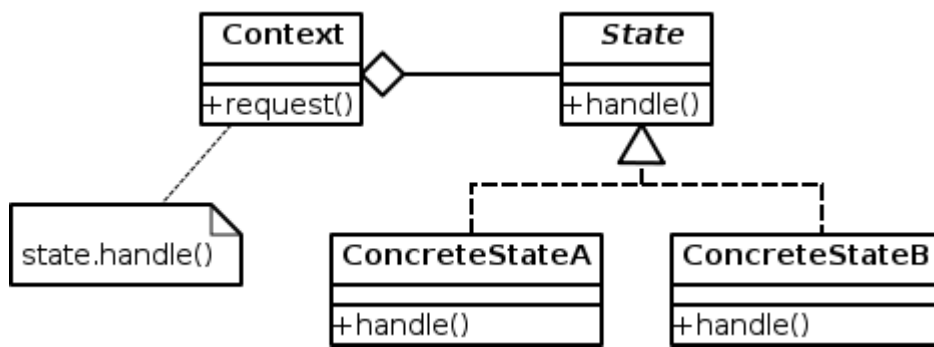 Context
+request()
State
+handle()
state.handle()
ConcreteStateA
+handle()
ConcreteStateB
+handle()